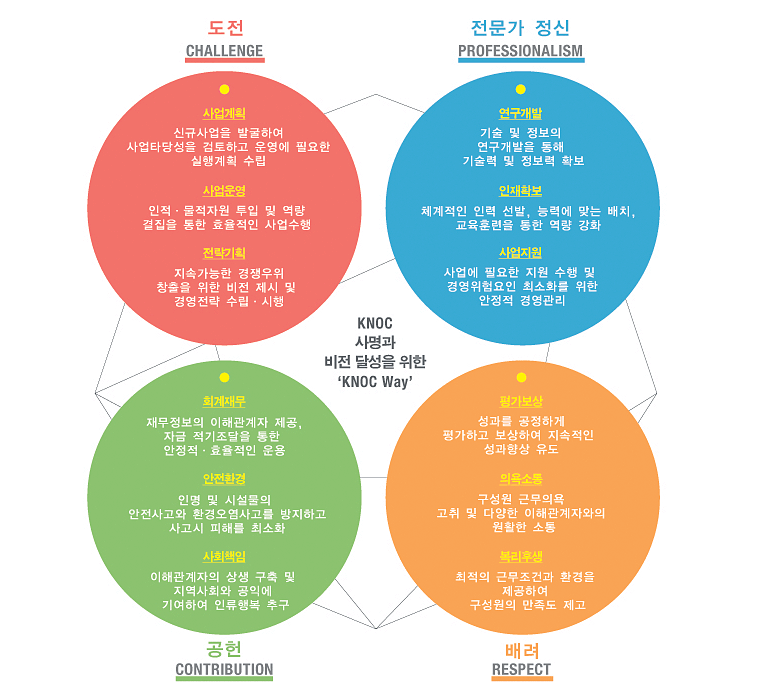 도전
CHALLENGE
사업계획
신규사업을 발굴하여
사업타당성을 검토하고 운영에 필요한
실행계획 수립
사업운영
인적·물적자원 투입 및 역량
결집을 통한 효율적인 사업수행
전략기획
지속가능한 경쟁우위
창출을 위한 비전 제시 및
경영전략 수립·시행
전문가 정신
PROFESSIONALISM
연구개발
기술 및 정보의
연구개발을 통해
기술력 및 정보력 확보
인재확보
체계적인 인력 선발, 능력에 맞는 배치,
교육훈련을 통한 역량 강화
사업지원
사업에 필요한 지원 수행 및
경영위험요인 최소화를 위한
안정적 경영관리
KNOC
사명과
비전 달성을 위한
‘KNOC Way’
회계재무
재무정보의 이해관계자 제공,
자금 적기조달을 통한
안정적·효율적인 운용
안전환경
인명 및 시설물의
안전사고와 환경오염사고를 방지하고
사고시 피해를 최소화
사회책임
이해관계자의 상생 구축 및
지역사회와 공익에
기여하여 인류행복 추구
공헌
CONTRIBUTION
평가보상
성과를 공정하게
평가하고 보상하여 지속적인
성과향상 유도
의욕소통
구성원 근무의욕
고취 및 다양한 이해관계자와의
원활한 소통
복리후생
최적의 근무조건과 환경을
제공하여
구성원의 만족도 제고
배려
RESPECT